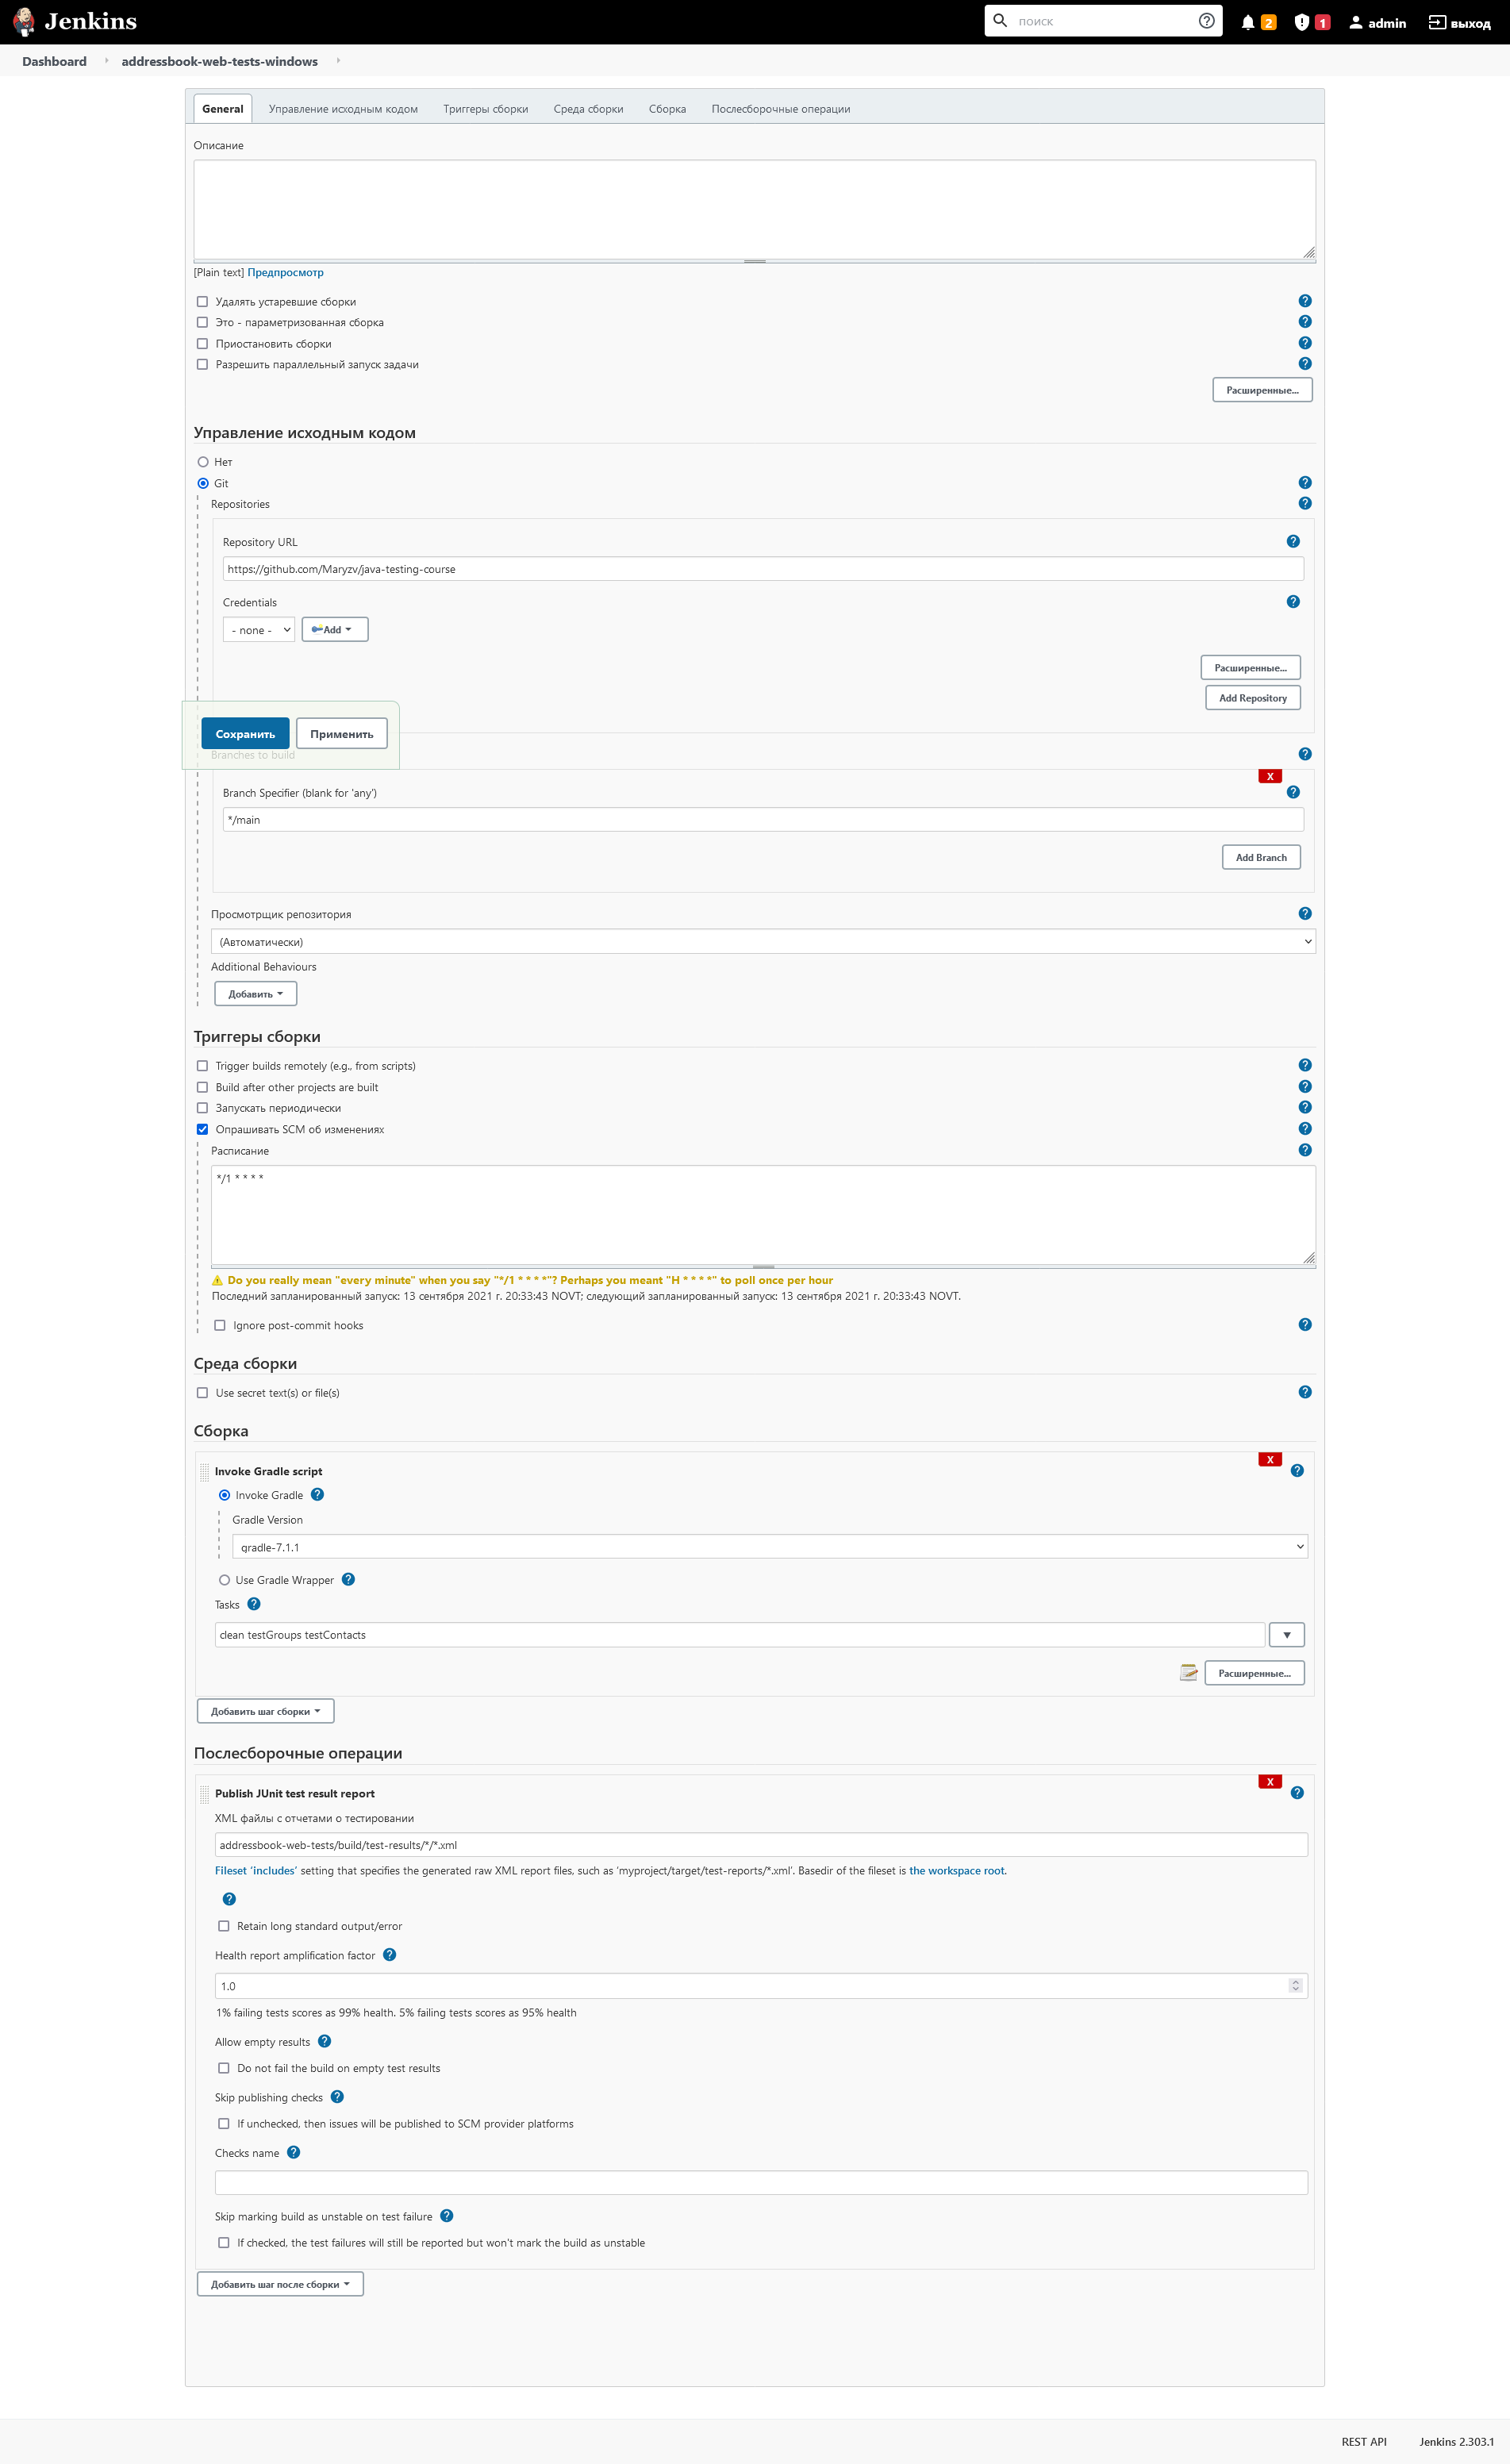 Jenkins
поиск
2
1
admin
выход
Dashboard
addressbook-web-tests-windows
General
Управление исходным кодом
Триггеры сборки
Среда сборки
Сборка
Послесборочные операции
Описание
[Plain text] Предпросмотр
Удалять устаревшие сборки
Это - параметризованная сборка
Приостановить сборки
Разрешить параллельный запуск задачи
Расширенные...
Управление исходным кодом
Нет
Git
Repositories
Repository URL
https://github.com/Maryzv/java-testing-course
Credentials
- none -
Add
Расширенные...
Add Repository
Сохранить
Применить
Branches to build
X
Branch Specifier (blank for 'any')
*/main
Add Branch
Просмотрщик репозитория
(Автоматически)
Additional Behaviours
Добавить
Триггеры сборки
Trigger builds remotely (e.g., from scripts)
Build after other projects are built
Запускать периодически
Опрашивать SCM об изменениях
Расписание
*/1 * * * *
Do you really mean "every minute" when you say "*/1 * * * *"? Perhaps you meant "H * * * *" to poll once per hour
Последний запланированный запуск: 13 сентября 2021 г. 20:33:43 NOVT; следующий запланированный запуск: 13 сентября 2021 г. 20:33:43 NOVT.
Ignore post-commit hooks
Среда сборки
Use secret text(s) or file(s)
Сборка
X
Invoke Gradle script
Invoke Gradle
Gradle Version
gradle-7.1.1
Use Gradle Wrapper
Tasks
clean testGroups testContacts
Расширенные...
Добавить шаг сборки
Послесборочные операции
X
Publish JUnit test result report
XML файлы с отчетами о тестировании
addressbook-web-tests/build/test-results/*/*.xml
Fileset ‘includes’ setting that specifies the generated raw XML report files, such as ‘myproject/target/test-reports/*.xml’. Basedir of the fileset is the workspace root.
Retain long standard output/error
Health report amplification factor
1.0
1% failing tests scores as 99% health. 5% failing tests scores as 95% health
Allow empty results
Do not fail the build on empty test results
Skip publishing checks
If unchecked, then issues will be published to SCM provider platforms
Checks name
Skip marking build as unstable on test failure
If checked, the test failures will still be reported but won't mark the build as unstable
Добавить шаг после сборки
REST API
Jenkins 2.303.1